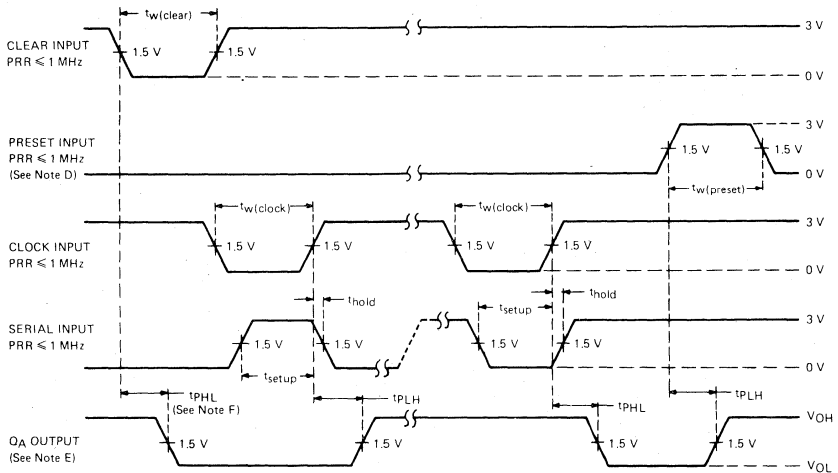 tw(clear)
3 V
CLEAR INPUT
PRR ≤ 1 MHz
1.5 V
1.5 V
0 V
3 V
PRESET INPUT
PRR ≤ 1 MHz
(See Note D)
1.5 V
1.5 V
0 V
tw(preset)
tw(clock)
tw(clock)
3 V
CLOCK INPUT
PRR ≤ 1 MHz
1.5 V
1.5 V
1.5 V
1.5 V
0 V
thold
tsetup
thold
3 V
SERIAL INPUT
PRR ≤ 1 MHz
1.5 V
1.5 V
1.5 V
1.5 V
0 V
tsetup
tPHL
(See Note F)
tPLH
tPHL
tPLH
VOH
QA OUTPUT
(See Note E)
1.5 V
1.5 V
1.5 V
1.5 V
VOL